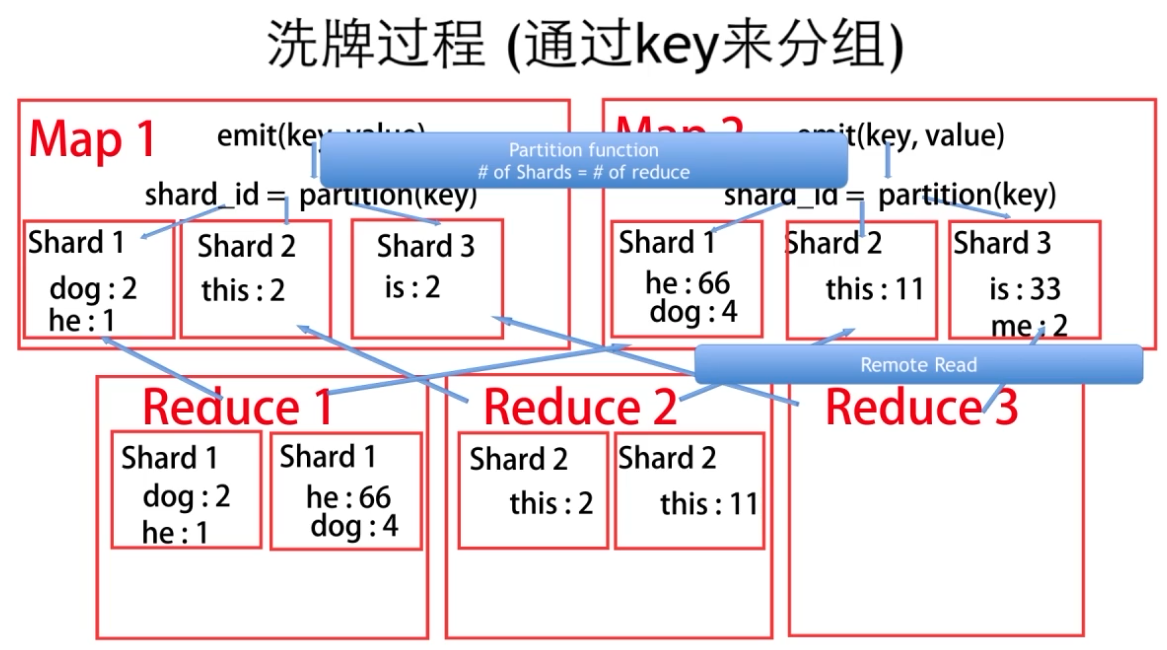 洗牌过程 (通过key来分组)
Map 1
emit(key, value)
Partition function
# of Shards = # of reduce
shard_id = partition(key)
Shard 1
dog : 2
he : 1
Shard 2
this : 2
Shard 3
is : 2
Map 2
emit(key, value)
shard_id = partition(key)
Shard 1
he : 66
dog : 4
Shard 2
this : 11
Shard 3
is : 33
me : 2
Remote Read
Reduce 1
Shard 1
dog : 2
he : 1
Shard 1
he : 66
dog : 4
Reduce 2
Shard 2
this : 2
Shard 2
this : 11
Reduce 3